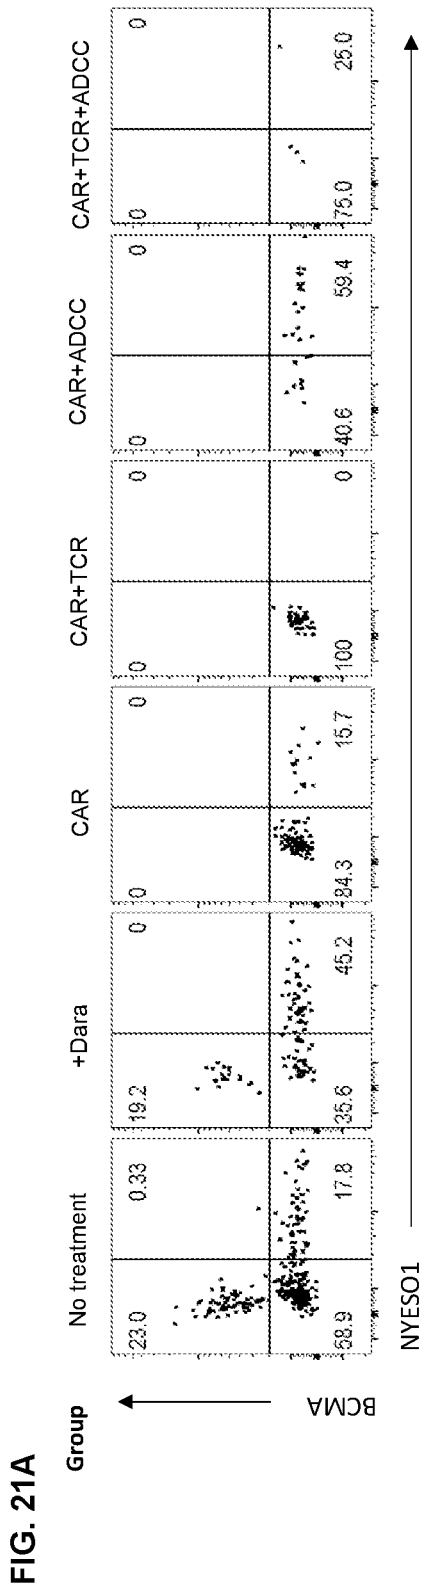 FIG. 21A
Group
No treatment
+Dara
CAR
CAR+TCR
CAR+ADCC
CAR+TCR+ADCC
23.0
0.33
19.2
0
0
0
0
0
0
0
0
0
58.9
17.8
35.6
45.2
84.3
15.7
100
0
40.6
59.4
75.0
25.0
BCMA
NYESO1